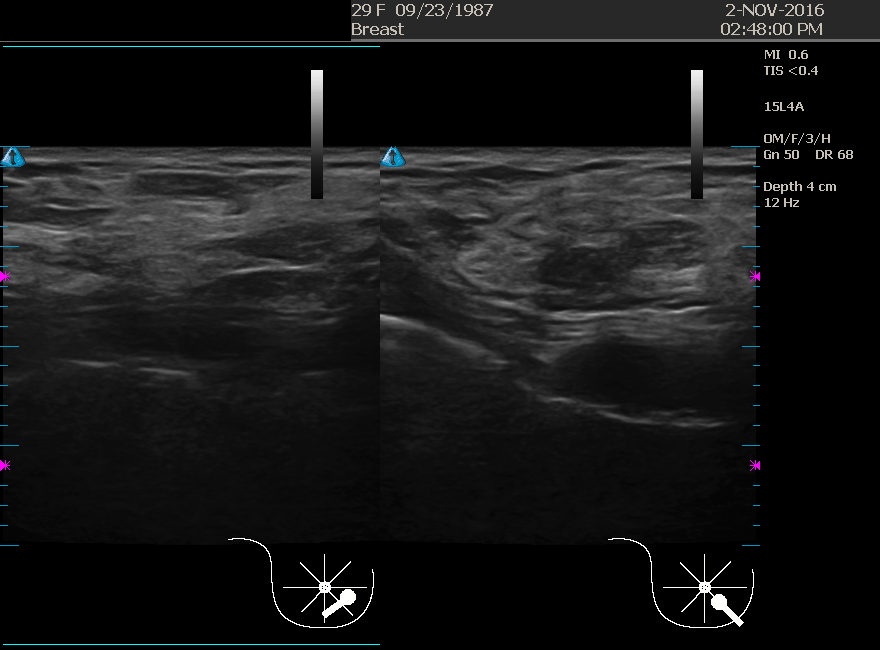 29 F 09/23/1987 2-NOV-2016
Breast 02:48:00 PM
MI 0.6
TIS <0.4
15L4A
OM/F/3/H
Gn 50 DR 68
Depth 4 cm
12 Hz